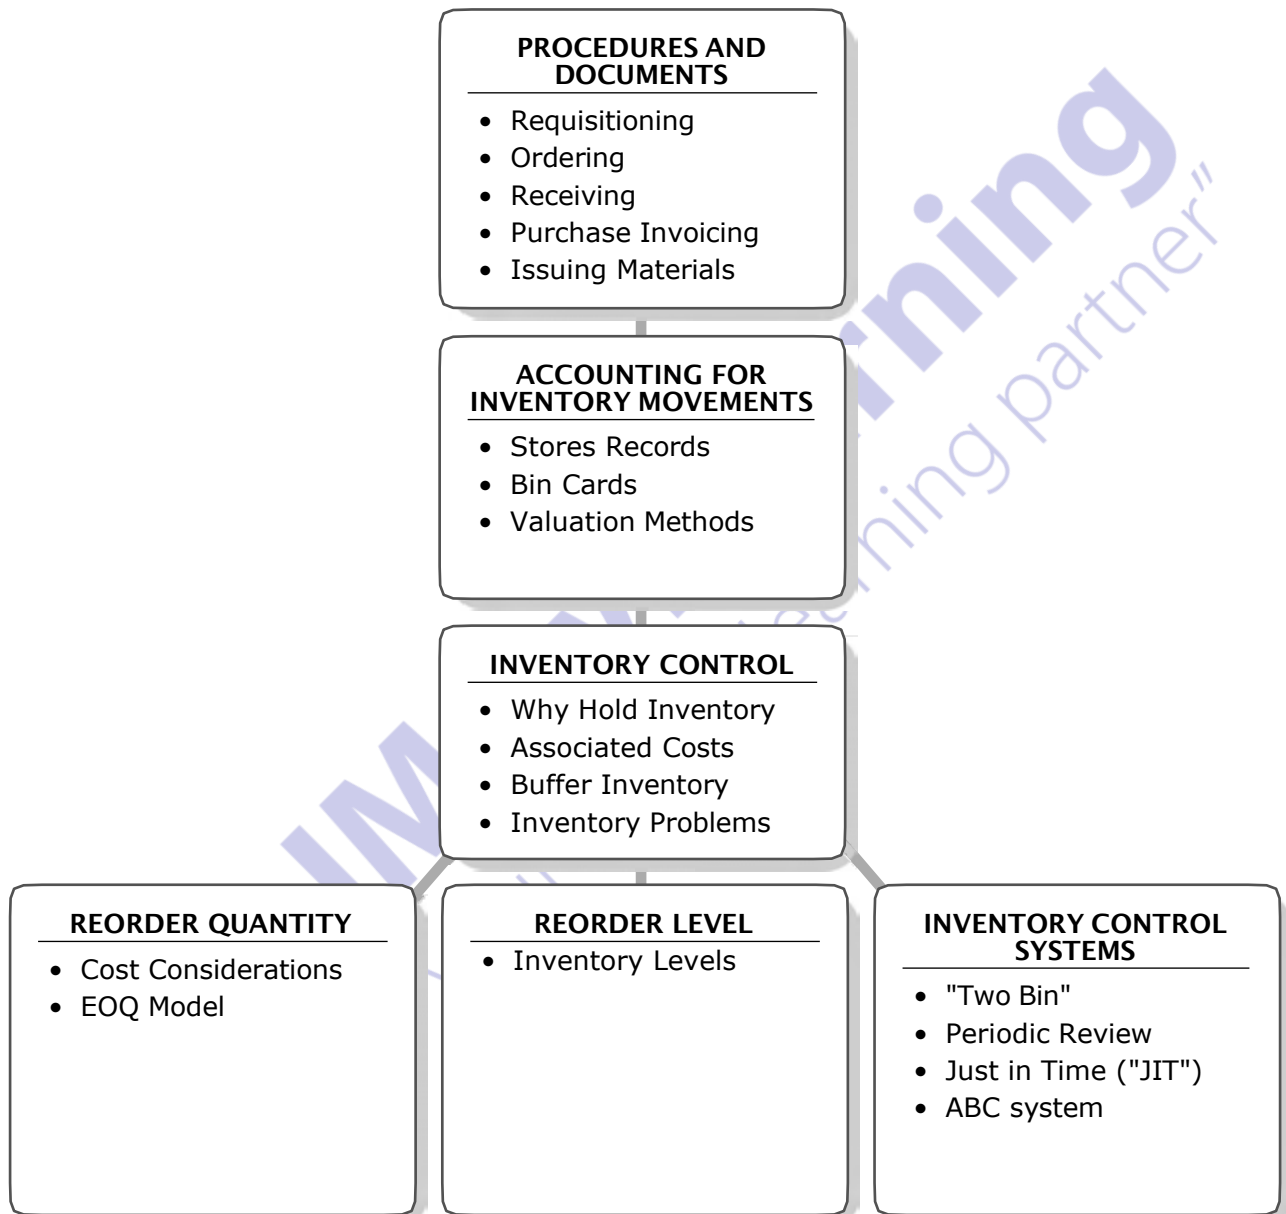 PROCEDURES AND
DOCUMENTS
• Requisitioning
• Ordering
• Receiving
• Purchase Invoicing
• Issuing Materials
ACCOUNTING FOR
INVENTORY MOVEMENTS
• Stores Records
• Bin Cards
• Valuation Methods
INVENTORY CONTROL
• Why Hold Inventory
• Associated Costs
• Buffer Inventory
• Inventory Problems
REORDER QUANTITY
• Cost Considerations
• EOQ Model
REORDER LEVEL
• Inventory Levels
INVENTORY CONTROL
SYSTEMS
• "Two Bin"
• Periodic Review
• Just in Time ("JIT")
• ABC system
partner"